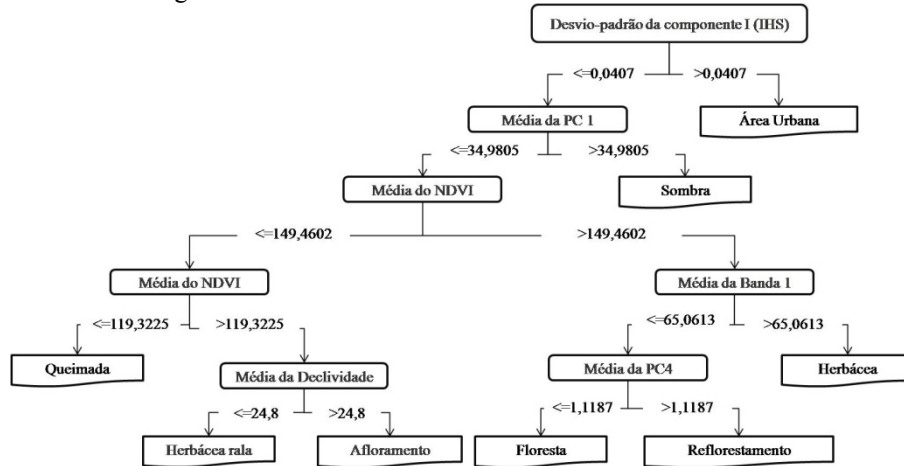 Desvio-padrão da componente I (IHS)
<=0,0407 >0,0407
Média da PC 1 Área Urbana
<=34,9805 >34,9805
Média do NDVI Sombra
<=149,4602 >149,4602
Média do NDVI Média da Banda 1
<=119,3225 >119,3225 <=65,0613 >65,0613
Queimada Média da Declividade Média da PC4 Herbácea
<=24,8 >24,8 <=1,1187 >1,1187
Herbácea rala Afloramento Floresta Reflorestamento